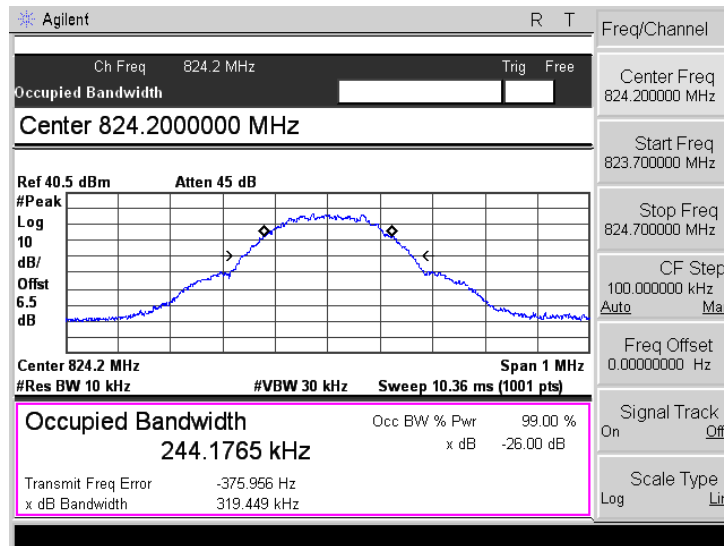 Agilent R T
Ch Freq 824.2 MHz Trig Free
Occupied Bandwidth
Center 824.2000000 MHz
Ref 40.5 dBm Atten 45 dB
#Peak
Log
10
dB/
Offst
6.5
dB
Center 824.2 MHz Span 1 MHz
#Res BW 10 kHz #VBW 30 kHz Sweep 10.36 ms (1001 pts)
Occupied Bandwidth Occ BW % Pwr 99.00 %
244.1765 kHz x dB -26.00 dB
Transmit Freq Error -375.956 Hz
x dB Bandwidth 319.449 kHz
Freq/Channel
Center Freq
824.200000 MHz
Start Freq
823.700000 MHz
Stop Freq
824.700000 MHz
CF Step
100.000000 kHz
Auto Ma
Freq Offset
0.00000000 Hz
Signal Track
On Off
Scale Type
Log Lin